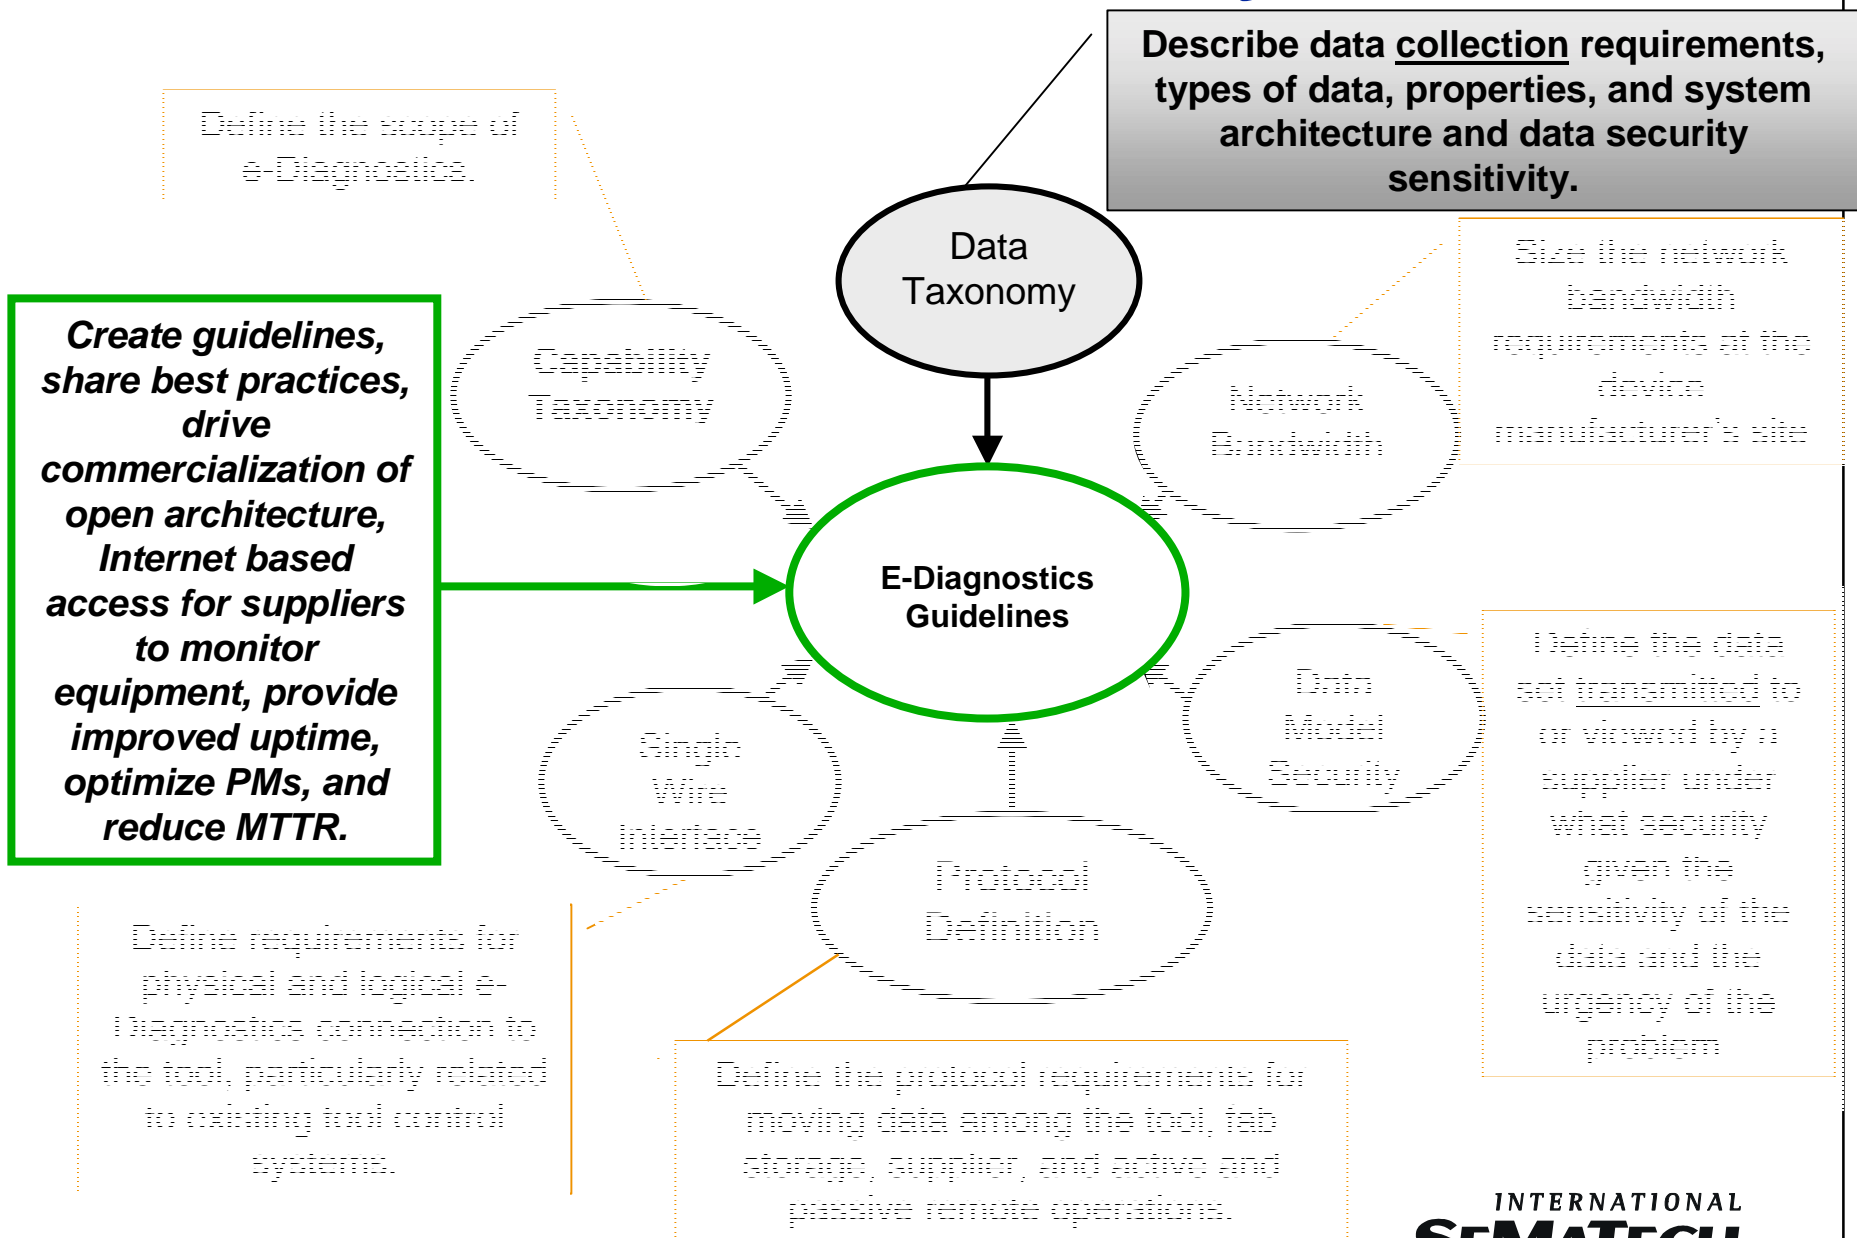 Describe data collection requirements,
types of data, properties, and system
architecture and data security
sensitivity.
Define the scope of
e-Diagnostics.
Data
Taxonomy
Size the network
bandwidth
requirements at the
device
manufacturer's site
Create guidelines,
share best practices,
drive
commercialization of
open architecture,
Internet based
access for suppliers
to monitor
equipment, provide
improved uptime,
optimize PMs, and
reduce MTTR.
Capability
Taxonomy
Network
Bandwidth
E-Diagnostics
Guidelines
Data
Model
Security
Define the data
set transmitted to
or viewed by a
supplier under
what security
given the
sensitivity of the
data and the
urgency of the
problem
Single
Wire
Interface
Protocol
Definition
Define requirements for
physical and logical e-
Diagnostics connection to
the tool, particularly related
to existing tool control
systems.
Define the protocol requirements for
moving data among the tool, fab
storage, supplier, and active and
passive remote operations.
INTERNATIONAL
SEMATECH